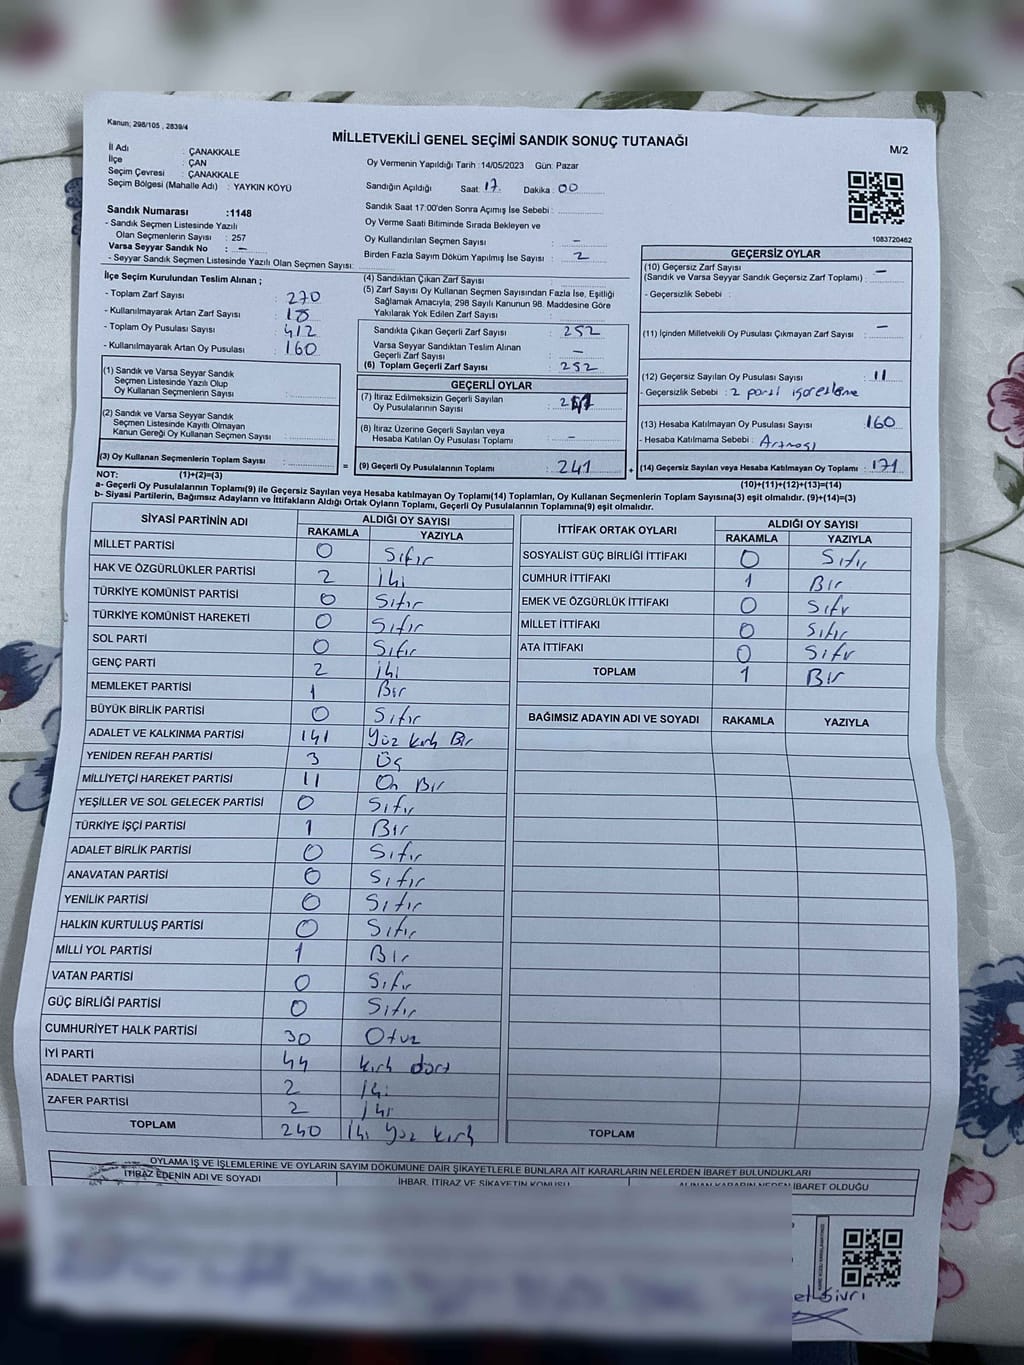 Kanun; 298/105 , 2839/4
MİLLETVEKİLİ GENEL SEÇİMİ SANDIK SONUÇ TUTANAĞI
M/2
İl Adı : ÇANAKKALE
İlçe : ÇAN
Seçim Çevresi : ÇANAKKALE
Seçim Bölgesi (Mahalle Adı) : YAYKIN KÖYÜ
Oy Vermenin Yapıldığı Tarih : 14/05/2023 Gün: Pazar
Sandığın Açıldığı Saat : 17 Dakika : 00
Sandık Saat 17:00'den Sonra Açımış İse Sebebi :
Oy Verme Saati Bitiminde Sırada Bekleyen ve
Oy Kullandırılan Seçmen Sayısı : -
Birden Fazla Sayım Döküm Yapılmış İse Sayısı : 2
1083720462
Sandık Numarası :1148
- Sandık Seçmen Listesinde Yazılı
Olan Seçmenlerin Sayısı : 257
Varsa Seyyar Sandık No : -
- Seyyar Sandık Seçmen Listesinde Yazılı Olan Seçmen Sayısı:
İlçe Seçim Kurulundan Teslim Alınan ;
- Toplam Zarf Sayısı : 270
- Kullanılmayarak Artan Zarf Sayısı : 18
- Toplam Oy Pusulası Sayısı : 412
- Kullanılmayarak Artan Oy Pusulası : 160
(1) Sandık ve Varsa Seyyar Sandık
Seçmen Listesinde Yazılı Olup
Oy Kullanan Seçmenlerin Sayısı :
(2) Sandık ve Varsa Seyyar Sandık
Seçmen Listesinde Kayıtlı Olmayan
Kanun Gereği Oy Kullanan Seçmen Sayısı :
(3) Oy Kullanan Seçmenlerin Toplam Sayısı :
(4) Sandıktan Çıkan Zarf Sayısı :
(5) Zarf Sayısı Oy Kullanan Seçmen Sayısından Fazla İse, Eşitliği
Sağlamak Amacıyla, 298 Sayılı Kanunun 98. Maddesine Göre
Yakılarak Yok Edilen Zarf Sayısı :
Sandıkta Çıkan Geçerli Zarf Sayısı : 252
Varsa Seyyar Sandıktan Teslim Alınan
Geçerli Zarf Sayısı : -
(6) Toplam Geçerli Zarf Sayısı : 252
GEÇERLİ OYLAR
(7) İtiraz Edilmeksizin Geçerli Sayılan
Oy Pusulalarının Sayısı :
(8) İtiraz Üzerine Geçerli Sayılan veya
Hesaba Katılan Oy Pusulası Toplamı : -
= (9) Geçerli Oy Pusulalarının Toplamı : 241 +
GEÇERSİZ OYLAR
(10) Geçersiz Zarf Sayısı : -
(Sandık ve Varsa Seyyar Sandık Geçersiz Zarf Toplamı)
- Geçersizlik Sebebi :
(11) İçinden Milletvekili Oy Pusulası Çıkmayan Zarf Sayısı : -
(12) Geçersiz Sayılan Oy Pusulası Sayısı : 11
- Geçersizlik Sebebi : 2 parti işaretleme
(13) Hesaba Katılmayan Oy Pusulası Sayısı : 160
- Hesaba Katılmama Sebebi : Artması
(14) Geçersiz Sayılan veya Hesaba Katılmayan Oy Toplamı : 171
NOT: (1)+(2)=(3)
(10)+(11)+(12)+(13)=(14)
a- Geçerli Oy Pusulalarının Toplamı(9) ile Geçersiz Sayılan veya Hesaba katılmayan Oy Toplamı(14) Toplamları, Oy Kullanan Seçmenlerin Toplam Sayısına(3) eşit olmalıdır. (9)+(14)=(3)
b- Siyasi Partilerin, Bağımsız Adayların ve İttifakların Aldığı Ortak Oyların Toplamı, Geçerli Oy Pusulalarının Toplamına(9) eşit olmalıdır.
SİYASİ PARTİNİN ADI
ALDIĞI OY SAYISI
RAKAMLA YAZIYLA
MİLLET PARTİSİ 0 Sıfır
HAK VE ÖZGÜRLÜKLER PARTİSİ 2 İki
TÜRKİYE KOMÜNİST PARTİSİ 0 Sıfır
TÜRKİYE KOMÜNİST HAREKETİ 0 Sıfır
SOL PARTİ 0 Sıfır
GENÇ PARTİ 2 İki
MEMLEKET PARTİSİ 1 Bir
BÜYÜK BİRLİK PARTİSİ 0 Sıfır
ADALET VE KALKINMA PARTİSİ 141 Yüz kırk Bir
YENİDEN REFAH PARTİSİ 3 Üç
MİLLİYETÇİ HAREKET PARTİSİ 11 On Bir
YEŞİLLER VE SOL GELECEK PARTİSİ 0 Sıfır
TÜRKİYE İŞÇİ PARTİSİ 1 Bir
ADALET BİRLİK PARTİSİ 0 Sıfır
ANAVATAN PARTİSİ 0 Sıfır
YENİLİK PARTİSİ 0 Sıfır
HALKIN KURTULUŞ PARTİSİ 0 Sıfır
MİLLİ YOL PARTİSİ 1 Bir
VATAN PARTİSİ 0 Sıfır
GÜÇ BİRLİĞİ PARTİSİ 0 Sıfır
CUMHURİYET HALK PARTİSİ 30 Otuz
İYİ PARTİ 44 kırk dört
ADALET PARTİSİ 2 İki
ZAFER PARTİSİ 2 İki
TOPLAM 240 İki Yüz kırk
İTTİFAK ORTAK OYLARI
ALDIĞI OY SAYISI
RAKAMLA YAZIYLA
SOSYALİST GÜÇ BİRLİĞİ İTTİFAKI 0 Sıfır
CUMHUR İTTİFAKI 1 Bir
EMEK VE ÖZGÜRLÜK İTTİFAKI 0 Sıfır
MİLLET İTTİFAKI 0 Sıfır
ATA İTTİFAKI 0 Sıfır
TOPLAM 1 Bir
BAĞIMSIZ ADAYIN ADI VE SOYADI RAKAMLA YAZIYLA
TOPLAM
OYLAMA İŞ VE İŞLEMLERİNE VE OYLARIN SAYIM DÖKÜMÜNE DAİR ŞİKAYETLERLE BUNLARA AİT KARARLARIN NELERDEN İBARET BULUNDUKLARI
İTİRAZ EDENİN ADI VE SOYADI
İHBAR, İTİRAZ VE ŞİKAYETİN KONUSU
ALINAN KARARIN NEDEN İBARET OLDUĞU
et Sivri